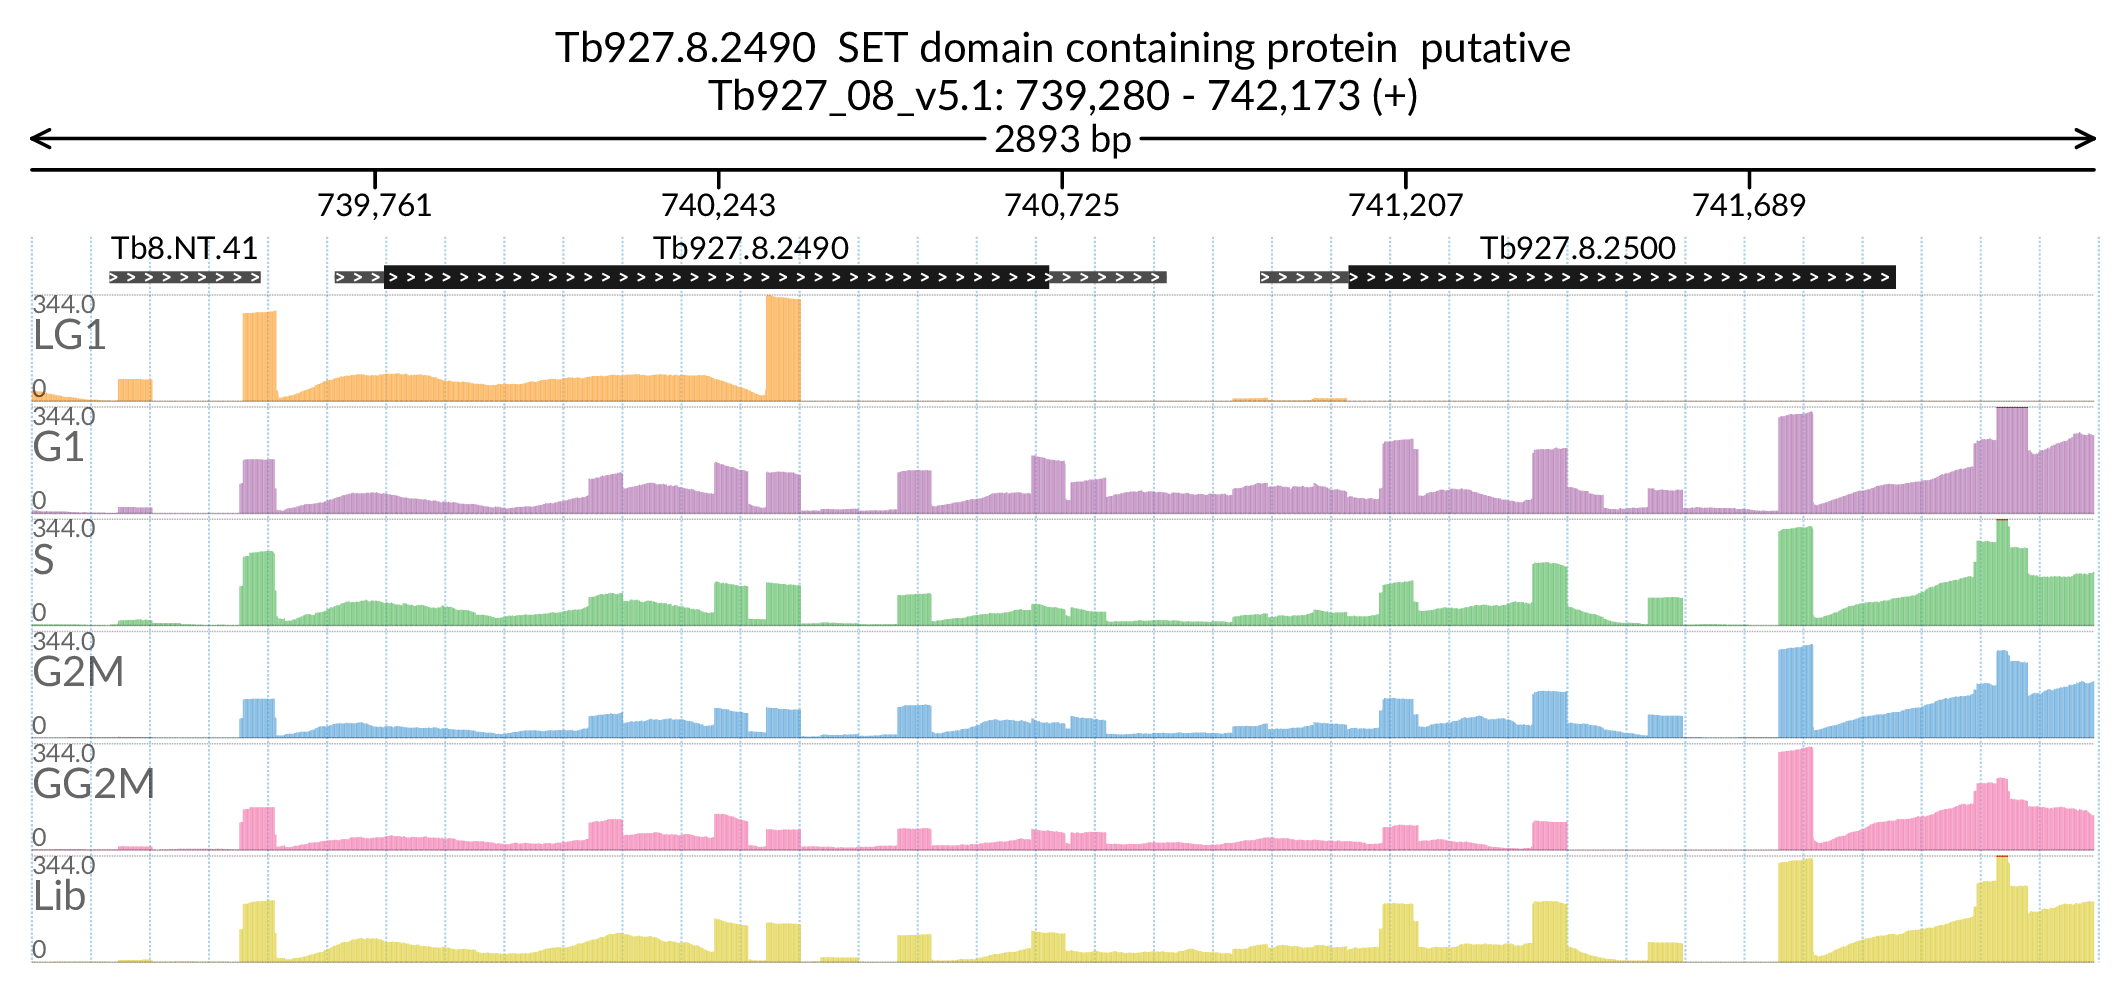 Tb927.8.2490  SET domain containing protein  putative
Tb927_08_v5.1: 739,280 - 742,173 (+)
2893 bp
739,761 740,243 740,725 741,207 741,689
Tb8.NT.41 Tb927.8.2490 Tb927.8.2500
344.0
LG1
0
344.0
G1
0
344.0
S
0
344.0
G2M
0
344.0
GG2M
0
344.0
Lib
0